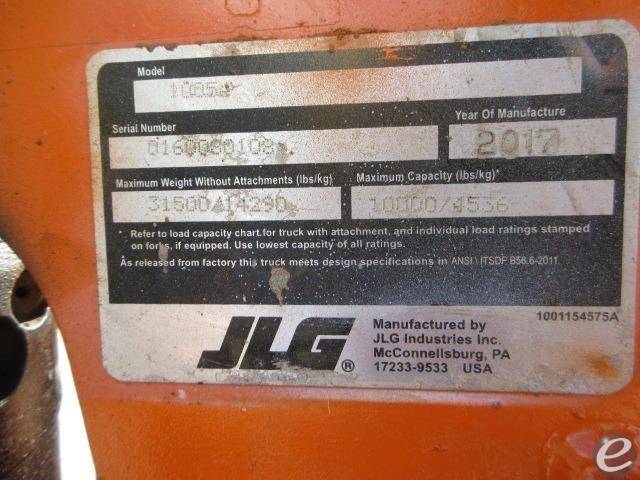 Model
1005
Serial Number
Year Of Manufacture
2017
Maximum Weight Without Attachments (lbs/kg)
Maximum Capacity (lbs/kg)*
31500/14290
10000/4536
* Refer to load capacity chart for truck with attachment, and individual load ratings stamped
on forks, if equipped. Use lowest capacity of all ratings.
As released from factory this truck meets design specifications in ANSI \ ITSDF B56.6-2011
1001154575A
JLG®
Manufactured by
JLG Industries Inc.
McConnellsburg, PA
17233-9533 USA
e